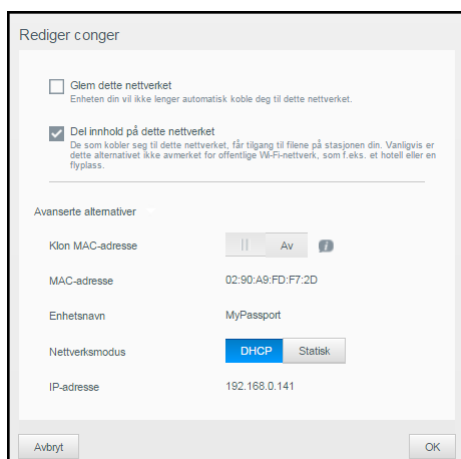 Rediger conger
Glem dette nettverket
Enheten din vil ikke lenger automatisk koble deg til dette nettverket.
Del innhold på dette nettverket
De som kobler seg til dette nettverket, får tilgang til filene på stasjonen din. Vanligvis er
dette alternativet ikke avmerket for offentlige Wi-Fi-nettverk, som f.eks. et hotell eller en
flyplass.
Avanserte alternativer
Klon MAC-adresse Av i
MAC-adresse 02:90:A9:FD:F7:2D
Enhetsnavn MyPassport
Nettverksmodus DHCP Statisk
IP-adresse 192.168.0.141
Avbryt OK